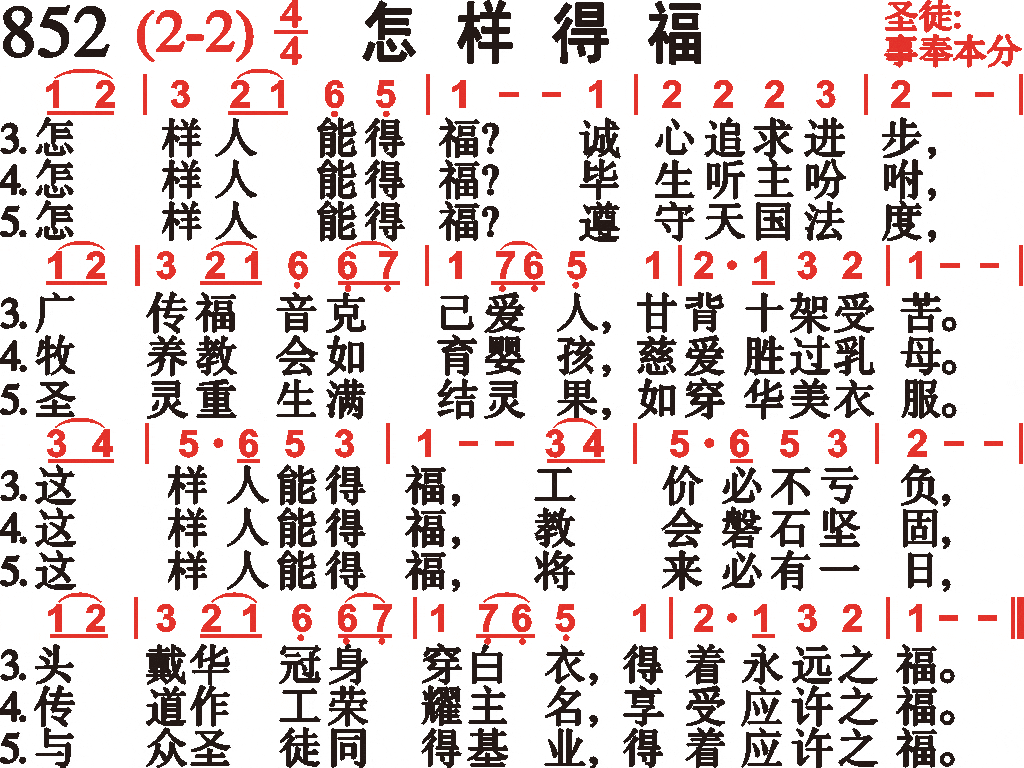 852 (2-2) 4/4 怎样得福 圣徒:
事奉本分
1 2 | 3 2 1 6 5 | 1 - - 1 | 2 2 2 3 | 2 - - |
3.怎 样人 能得 福? 诚 心追求进 步,
4.怎 样人 能得 福? 毕 生听主吩 咐,
5.怎 样人 能得 福? 遵 守天国法 度,
1 2 | 3 2 1 6 6 7 | 1 7 6 5 1 | 2 · 1 3 2 | 1 - - |
3.广 传福 音克 己爱 人,甘背 十架受 苦。
4.牧 养教 会如 育婴 孩,慈爱 胜过乳 母。
5.圣 灵重 生满 结灵 果,如穿 华美衣 服。
3 4 | 5 · 6 5 3 | 1 - - 3 4 | 5 · 6 5 3 | 2 - - |
3.这 样 人能得 福, 工 价 必不亏 负,
4.这 样 人能得 福, 教 会 磐石坚 固,
5.这 样 人能得 福, 将 来 必有一 日,
1 2 | 3 2 1 6 6 7 | 1 7 6 5 1 | 2 · 1 3 2 | 1 - - ‖
3.头 戴华 冠身 穿白 衣,得 着 永远之 福。
4.传 道作 工荣 耀主 名,享 受 应许之 福。
5.与 众圣 徒同 得基 业,得 着 应许之 福。